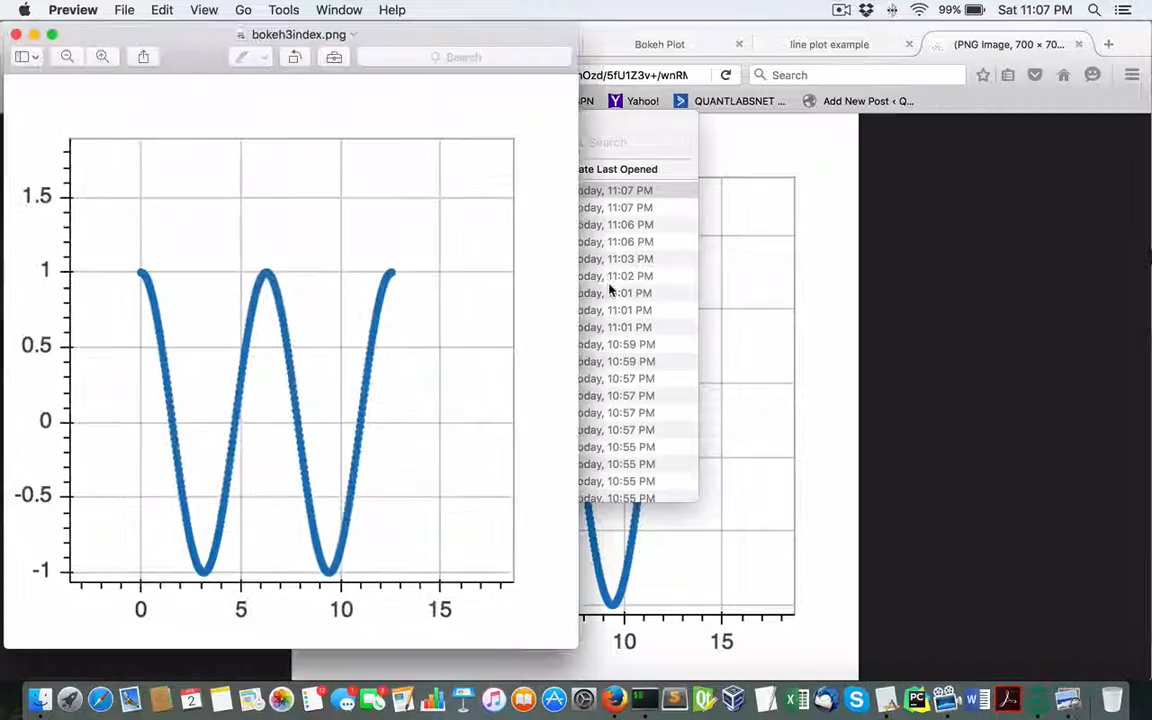 Preview File Edit View Go Tools Window Help 99% Sat 11:07 PM
bokeh3index.png
Search
Bokeh Plot line plot example (PNG Image, 700 × 70...
nOzd/5fU1Z3v+/wnRM Search
PN Yahoo! QUANTLABSNET ... Add New Post ‹ Q...
Search
ate Last Opened
oday, 11:07 PM
oday, 11:07 PM
oday, 11:06 PM
oday, 11:06 PM
oday, 11:03 PM
oday, 11:02 PM
oday, 11:01 PM
oday, 11:01 PM
oday, 11:01 PM
oday, 10:59 PM
oday, 10:59 PM
oday, 10:57 PM
oday, 10:57 PM
oday, 10:57 PM
oday, 10:57 PM
oday, 10:55 PM
oday, 10:55 PM
oday, 10:55 PM
oday, 10:55 PM
1.5
1
0.5
0
-0.5
-1
0 5 10 15
10 15